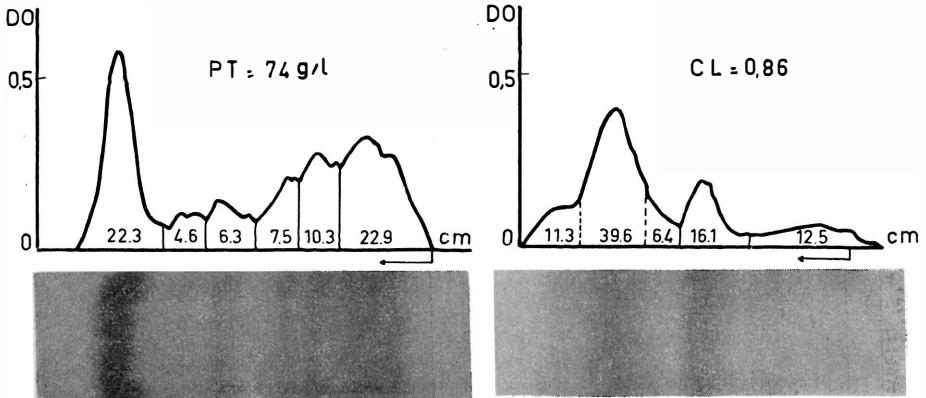 DO
0,5
PT = 74 g/l
0
22.3 4.6 6.3 7.5 10.3 22.9
cm
DO
0,5
CL = 0,86
0
11.3 39.6 6.4 16.1 12.5
cm